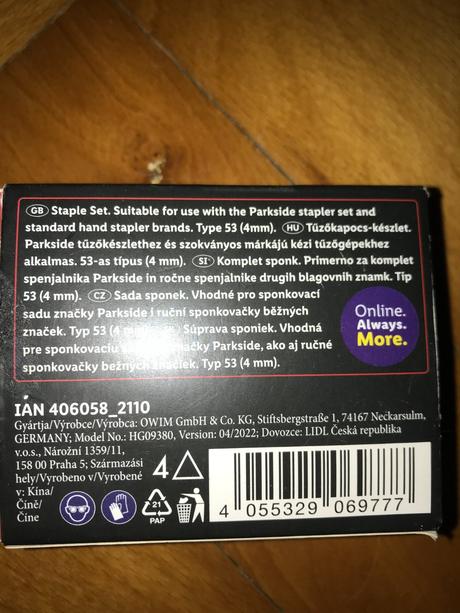 GB Staple Set. Suitable for use with the Parkside stapler set and
standard hand stapler brands. Type 53 (4mm). HU Tűzőkapocs-készlet.
Parkside tűzőkészlethez és szokványos márkájú kézi tűzőgépekhez
alkalmas. 53-as típus (4 mm). SI Komplet sponk. Primerno za komplet
spenjalnika Parkside in ročne spenjalnike drugih blagovnih znamk. Tip
53 (4 mm). CZ Sada sponek. Vhodné pro sponkovací
sadu značky Parkside i ruční sponkovačky běžných
značek. Typ 53 (4 Súprava sponiek. Vhodná
pre sponkovaciu značky Parkside, ako aj ručné
sponkovačky bežných značiek. Typ 53 (4 mm).
Online.
Always.
More.
IAN 406058_2110
Gyártja/Výrobce/Výrobca: OWIM GmbH & Co. KG, Stiftsbergstraße 1, 74167 Neckarsulm,
GERMANY; Model No.: HG09380, Version: 04/2022; Dovozce: LIDL Česká republika
v.o.s., Nárožní 1359/11,
158 00 Praha 5; Származási
hely/Vyrobeno v/Vyrobené
v: Kína/
Číně/
Číne
4
21
PAP
4 055329 069777